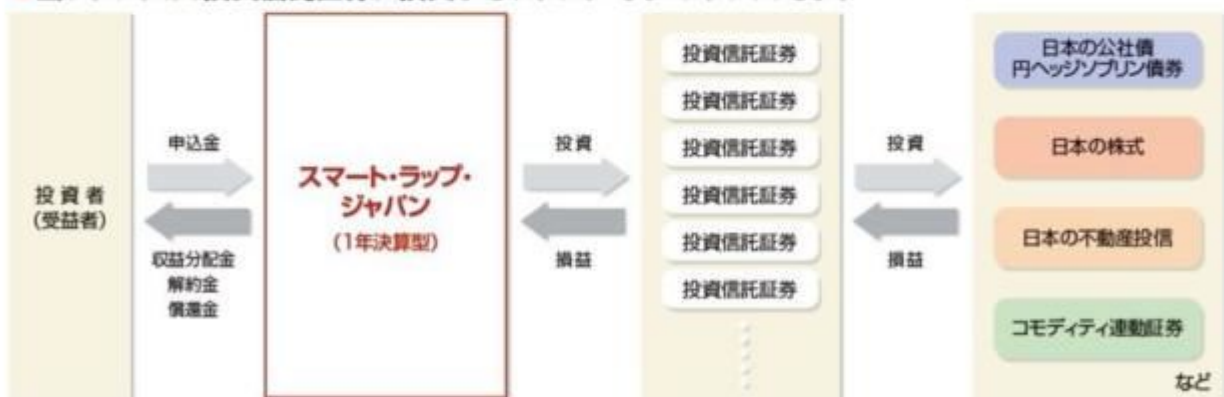 投資者
(受益者)
申込金
収益分配金
解約金
償還金
スマート・ラップ・
ジャパン
(1年決算型)
投資
損益
投資信託証券
投資信託証券
投資信託証券
投資信託証券
投資信託証券
投資信託証券
投資
損益
日本の公社債
円ヘッジソブリン債券
日本の株式
日本の不動産投信
コモディティ連動証券
など